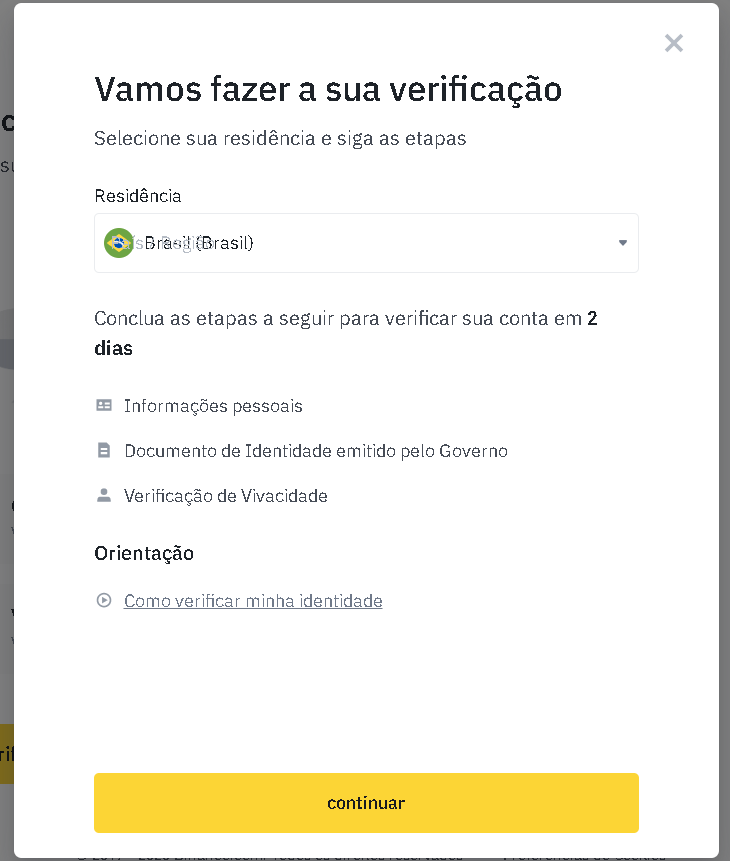 Vamos fazer a sua verificação
Selecione sua residência e siga as etapas
Residência
Brasil (Brasil)
Conclua as etapas a seguir para verificar sua conta em 2
dias
Informações pessoais
Documento de Identidade emitido pelo Governo
Verificação de Vivacidade
Orientação
Como verificar minha identidade
continuar